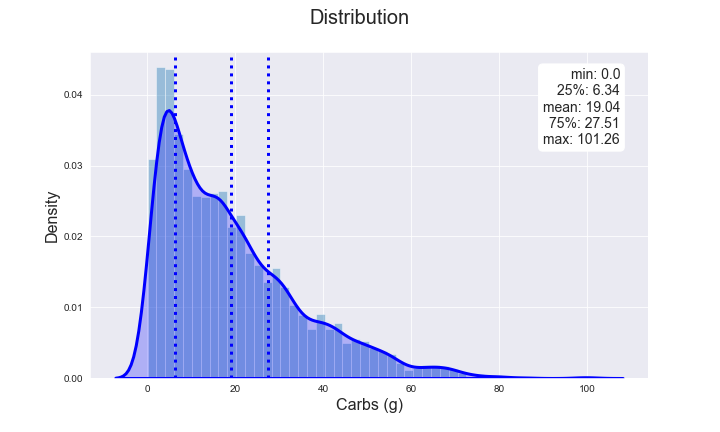 Distribution
min: 0.0
25%: 6.34
mean: 19.04
75%: 27.51
max: 101.26
Density
0.04
0.03
0.02
0.01
0.00
0 20 40 60 80 100
Carbs (g)